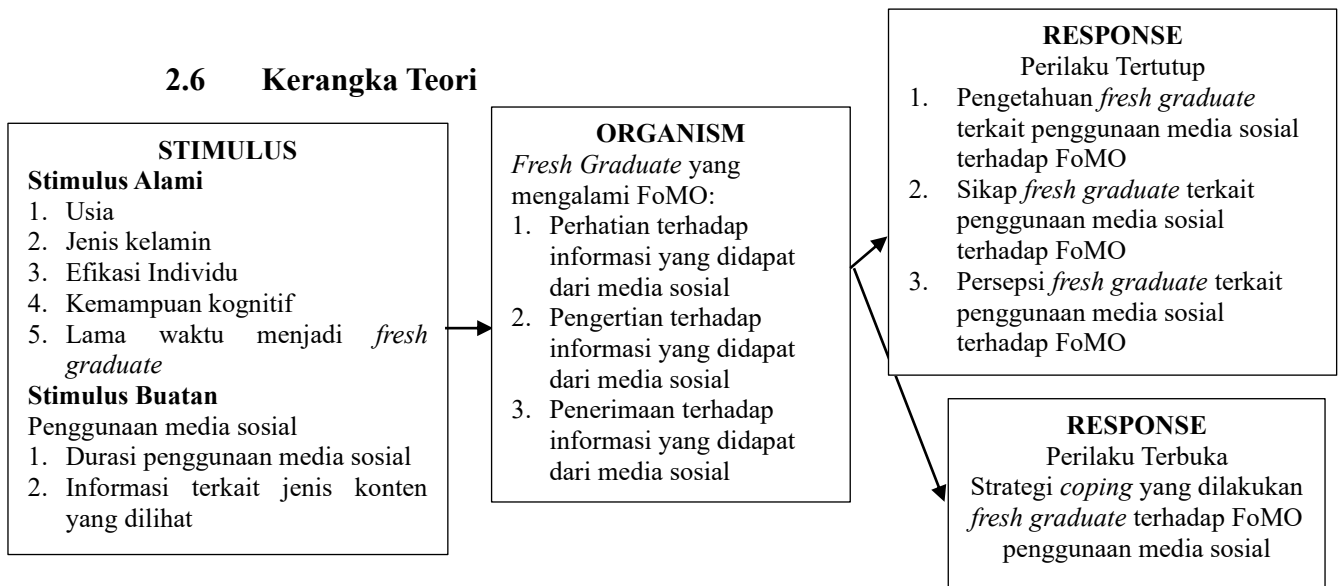 2.6 Kerangka Teori
STIMULUS
Stimulus Alami
1. Usia
2. Jenis kelamin
3. Efikasi Individu
4. Kemampuan kognitif
5. Lama waktu menjadi fresh
graduate
Stimulus Buatan
Penggunaan media sosial
1. Durasi penggunaan media sosial
2. Informasi terkait jenis konten
yang dilihat
ORGANISM
Fresh Graduate yang
mengalami FoMO:
1. Perhatian terhadap
informasi yang didapat
dari media sosial
2. Pengertian terhadap
informasi yang didapat
dari media sosial
3. Penerimaan terhadap
informasi yang didapat
dari media sosial
RESPONSE
Perilaku Tertutup
1. Pengetahuan fresh graduate
terkait penggunaan media sosial
terhadap FoMO
2. Sikap fresh graduate terkait
penggunaan media sosial
terhadap FoMO
3. Persepsi fresh graduate terkait
penggunaan media sosial
terhadap FoMO
RESPONSE
Perilaku Terbuka
Strategi coping yang dilakukan
fresh graduate terhadap FoMO
penggunaan media sosial